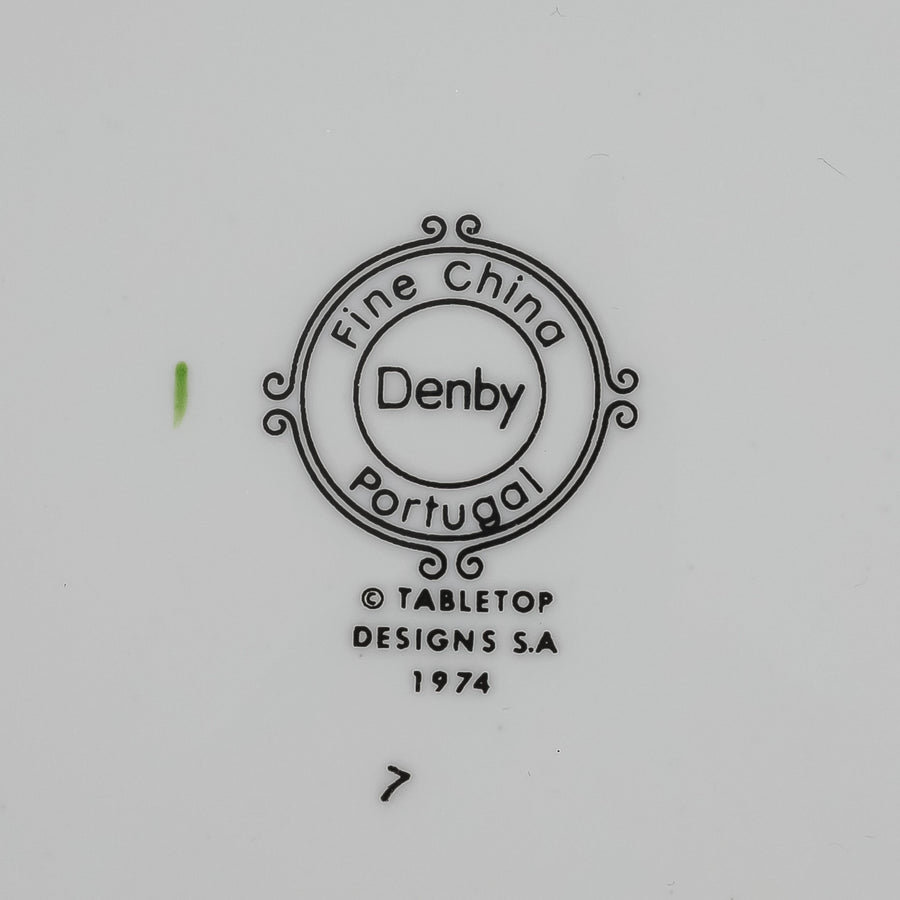 Fine China
Denby
Portugal
© TABLETOP
DESIGNS S.A
1974
7